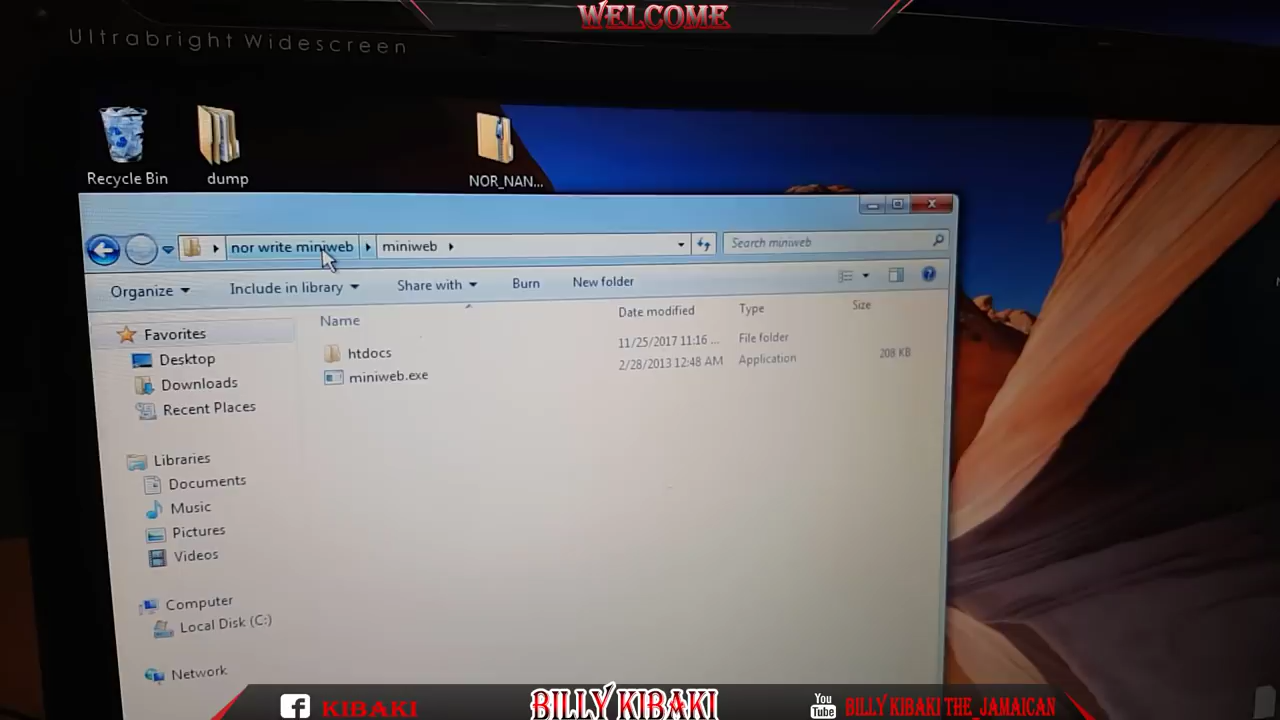 WELCOME
Ultrabright Widescreen
Recycle Bin
dump
NOR_NAN...
nor write miniweb
miniweb
Search miniweb
Organize
Include in library
Share with
Burn
New folder
Name
Date modified
Type
Size
Favorites
Desktop
Downloads
Recent Places
Libraries
Documents
Music
Pictures
Videos
Computer
Local Disk (C:)
Network
htdocs
11/25/2017 11:16 ...
File folder
miniweb.exe
2/28/2013 12:48 AM
Application
208 KB
f KIBAKI
BILLY KIBAKI
You Tube
BILLY KIBAKI THE_JAMAICAN